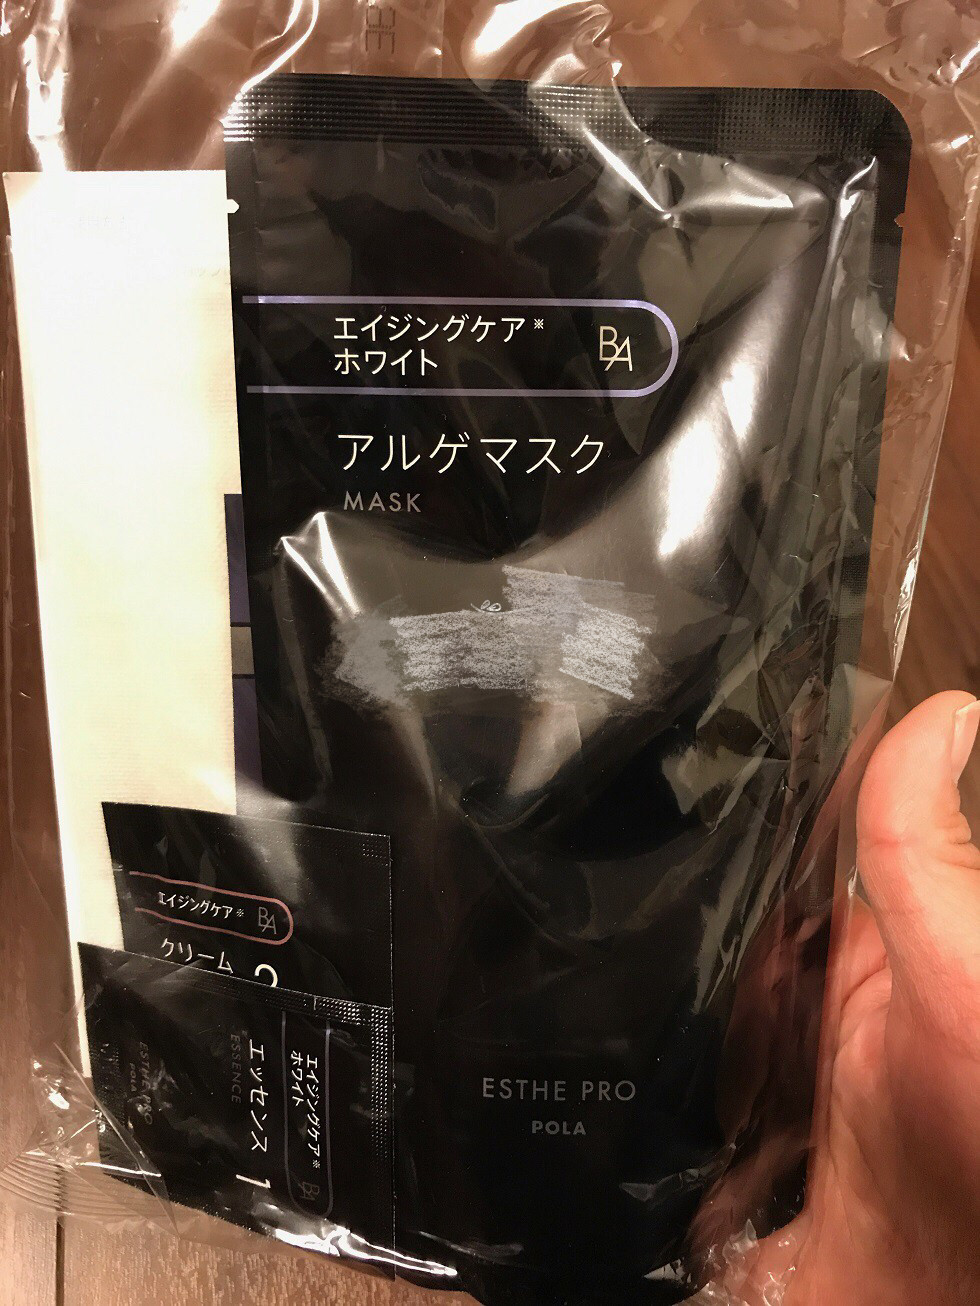 エイジングケア※
ホワイト
BA
アルゲマスク
MASK
エイジングケア※
BA
クリーム
エイジングケア※
ホワイト
BA
エッセンス 1
ESSENCE
ESTHE PRO
POLA
ESTHE PRO
POLA